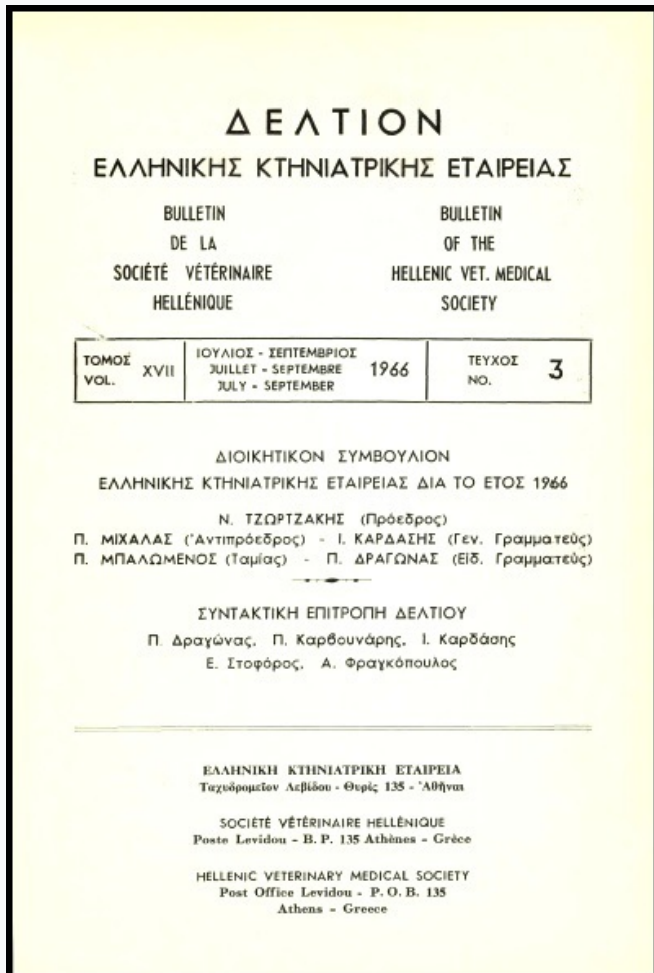 ΔΕΛΤΙΟΝ
ΕΛΛΗΝΙΚΗΣ ΚΤΗΝΙΑΤΡΙΚΗΣ ΕΤΑΙΡΕΙΑΣ
BULLETIN
DE LA
SOCIÉTÉ VÉTÉRINAIRE
HELLÉNIQUE
BULLETIN
OF THE
HELLENIC VET. MEDICAL
SOCIETY
ΤΟΜΟΣ
VOL.
XVII
ΙΟΥΛΙΟΣ - ΣΕΠΤΕΜΒΡΙΟΣ
JUILLET - SEPTEMBRE
JULY - SEPTEMBER
1966
ΤΕΥΧΟΣ
NO.
3
ΔΙΟΙΚΗΤΙΚΟΝ ΣΥΜΒΟΥΛΙΟΝ
ΕΛΛΗΝΙΚΗΣ ΚΤΗΝΙΑΤΡΙΚΗΣ ΕΤΑΙΡΕΙΑΣ ΔΙΑ ΤΟ ΕΤΟΣ 1966
Ν. ΤΖΩΡΤΖΑΚΗΣ (Πρόεδρος)
Π. ΜΙΧΑΛΑΣ (Ἀντιπρόεδρος) - Ι. ΚΑΡΔΑΣΗΣ (Γεν. Γραμματεὺς)
Π. ΜΠΑΛΩΜΕΝΟΣ (Ταμίας) - Π. ΔΡΑΓΩΝΑΣ (Εἰδ. Γραμματεὺς)
ΣΥΝΤΑΚΤΙΚΗ ΕΠΙΤΡΟΠΗ ΔΕΛΤΙΟΥ
Π. Δραγώνας, Π. Καρβουνάρης, Ι. Καρδάσης
Ε. Στοφόρος, Α. Φραγκόπουλος
ΕΛΛΗΝΙΚΗ ΚΤΗΝΙΑΤΡΙΚΗ ΕΤΑΙΡΕΙΑ
Ταχυδρομεῖον Λεβίδου - Θυρὶς 135 - Ἀθῆναι
SOCIÉTÉ VÉTÉRINAIRE HELLÉNIQUE
Poste Levidou - B. P. 135 Athènes - Grèce
HELLENIC VETERINARY MEDICAL SOCIETY
Post Office Levidou - P. O. B. 135
Athens - Greece